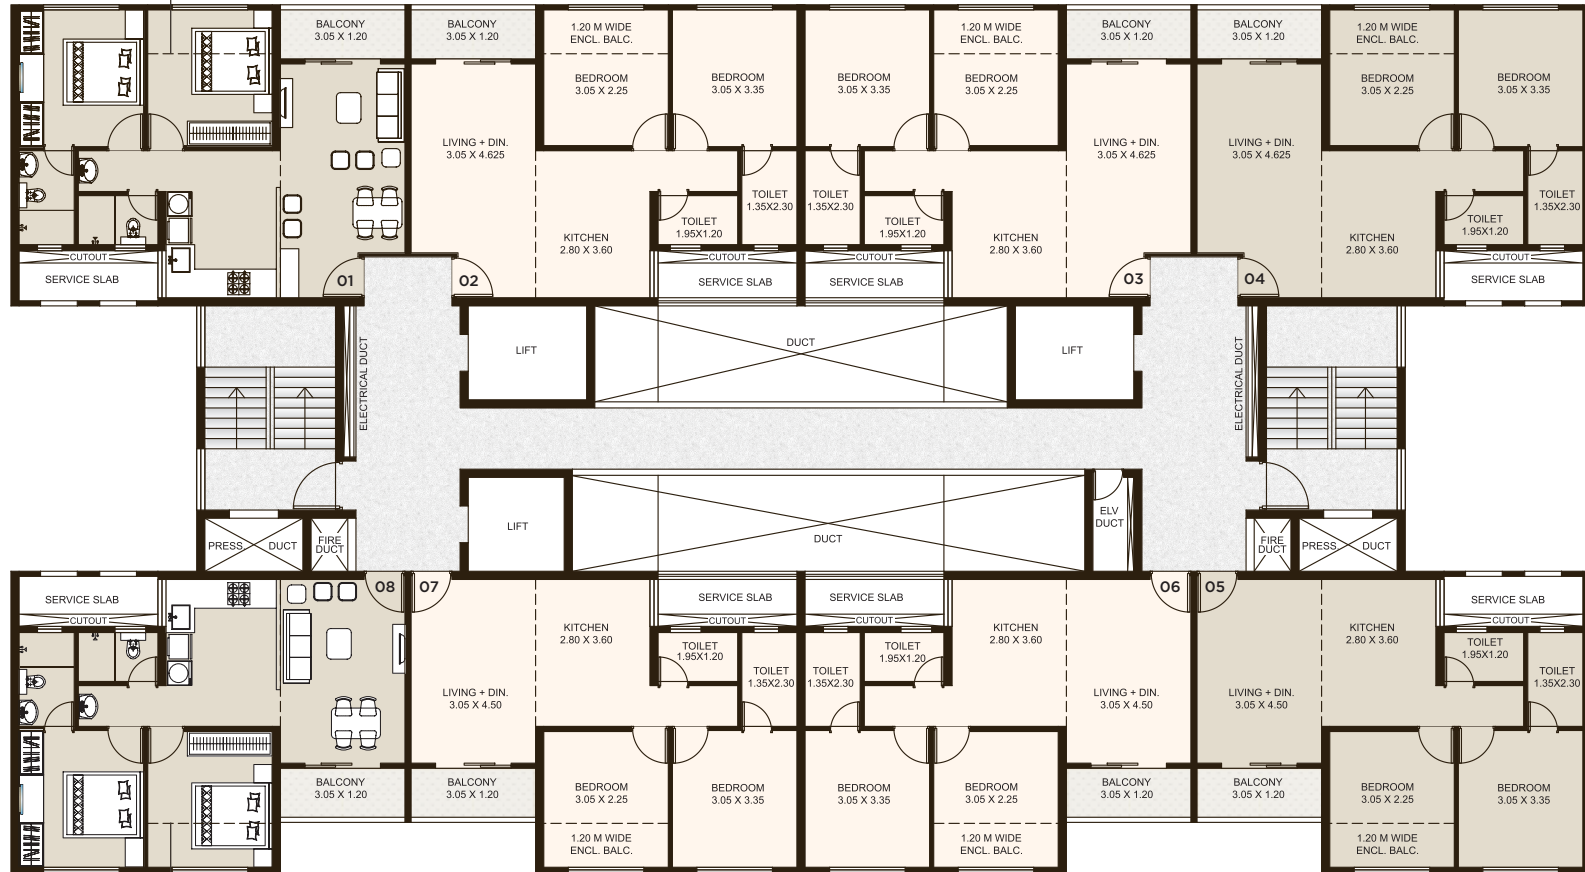 BALCONY
3.05 X 1.20
BALCONY
3.05 X 1.20
1.20 M WIDE
ENCL. BALC.
BEDROOM
3.05 X 2.25
BEDROOM
3.05 X 3.35
BEDROOM
3.05 X 3.35
1.20 M WIDE
ENCL. BALC.
BEDROOM
3.05 X 2.25
BALCONY
3.05 X 1.20
BALCONY
3.05 X 1.20
1.20 M WIDE
ENCL. BALC.
BEDROOM
3.05 X 2.25
BEDROOM
3.05 X 3.35
LIVING + DIN.
3.05 X 4.625
LIVING + DIN.
3.05 X 4.625
LIVING + DIN.
3.05 X 4.625
TOILET
1.35X2.30
TOILET
1.35X2.30
TOILET
1.35X2.30
TOILET
1.95X1.20
TOILET
1.95X1.20
TOILET
1.95X1.20
KITCHEN
2.80 X 3.60
KITCHEN
2.80 X 3.60
KITCHEN
2.80 X 3.60
CUTOUT
SERVICE SLAB
CUTOUT
SERVICE SLAB
CUTOUT
SERVICE SLAB
CUTOUT
SERVICE SLAB
01
02
03
04
ELECTRICAL DUCT
LIFT
DUCT
LIFT
ELECTRICAL DUCT
PRESS. DUCT
FIRE
DUCT
LIFT
DUCT
ELV
DUCT
FIRE
DUCT
PRESS. DUCT
08
07
06
05
SERVICE SLAB
CUTOUT
SERVICE SLAB
CUTOUT
SERVICE SLAB
CUTOUT
SERVICE SLAB
CUTOUT
KITCHEN
2.80 X 3.60
KITCHEN
2.80 X 3.60
KITCHEN
2.80 X 3.60
TOILET
1.95X1.20
TOILET
1.95X1.20
TOILET
1.95X1.20
TOILET
1.35X2.30
TOILET
1.35X2.30
TOILET
1.35X2.30
LIVING + DIN.
3.05 X 4.50
LIVING + DIN.
3.05 X 4.50
LIVING + DIN.
3.05 X 4.50
BALCONY
3.05 X 1.20
BALCONY
3.05 X 1.20
BEDROOM
3.05 X 2.25
1.20 M WIDE
ENCL. BALC.
BEDROOM
3.05 X 3.35
BEDROOM
3.05 X 3.35
BEDROOM
3.05 X 2.25
1.20 M WIDE
ENCL. BALC.
BALCONY
3.05 X 1.20
BALCONY
3.05 X 1.20
BEDROOM
3.05 X 2.25
1.20 M WIDE
ENCL. BALC.
BEDROOM
3.05 X 3.35